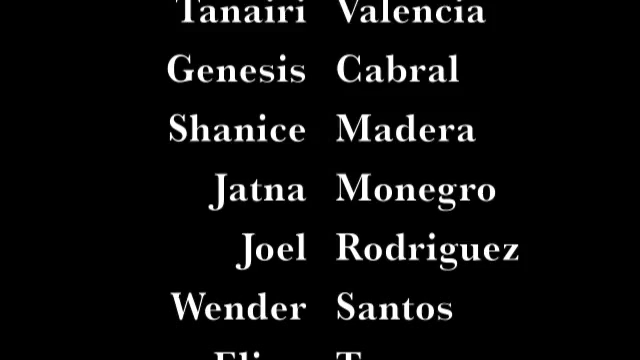 Tanairi Valencia
Genesis Cabral
Shanice Madera
Jatna Monegro
Joel Rodriguez
Wender Santos